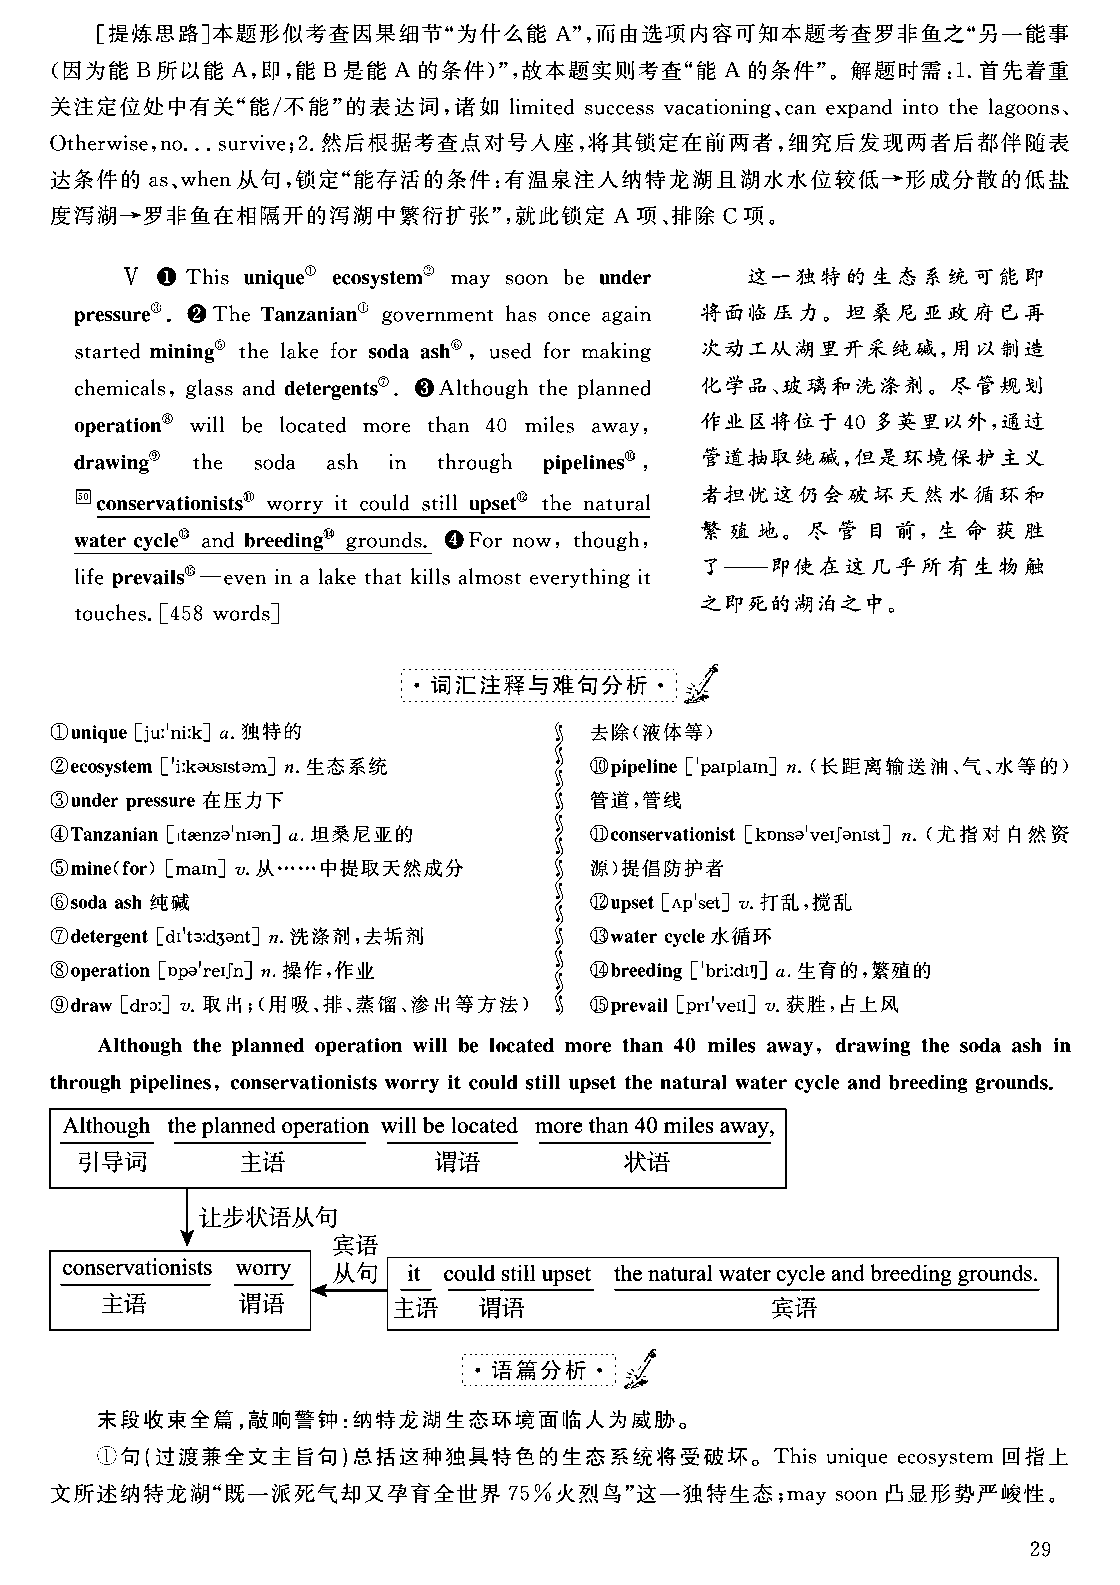 [提炼思路]本题形似考查因果细节“为什么能 A”,而由选项内容可知本题考查罗非鱼之“另一能事
(因为能 B 所以能 A,即,能 B 是能 A 的条件)”,故本题实则考查“能 A 的条件”。解题时需:1. 首先着重
关注定位处中有关“能/不能”的表达词,诸如 limited success vacationing、can expand into the lagoons、
Otherwise,no... survive;2. 然后根据考查点对号人座,将其锁定在前两者,细究后发现两者后都伴随表
达条件的 as、when 从句,锁定“能存活的条件:有温泉注人纳特龙湖且湖水水位较低→形成分散的低盐
度泻湖→罗非鱼在相隔开的泻湖中繁衍扩张”,就此锁定 A 项、排除 C 项。
Ⅴ ❶ This unique① ecosystem② may soon be under
pressure③. ❷ The Tanzanian① government has once again
started mining⑤ the lake for soda ash⑥, used for making
chemicals, glass and detergents⑦. ❸ Although the planned
operation⑧ will be located more than 40 miles away,
drawing⑨ the soda ash in through pipelines⑩,
[50] conservationists⑪ worry it could still upset⑫ the natural
water cycle⑬ and breeding⑭ grounds. ❹ For now, though,
life prevails⑮—even in a lake that kills almost everything it
touches. [458 words]
这一独特的生态系统可能即
将面临压力。坦桑尼亚政府已再
次动工从湖里开采纯碱,用以制造
化学品、玻璃和洗涤剂。尽管规划
作业区将位于 40 多英里以外,通过
管道抽取纯碱,但是环境保护主义
者担忧这仍会破坏天然水循环和
繁殖地。尽管目前,生命获胜
了——即使在这几乎所有生物触
之即死的湖泊之中。
·词汇注释与难句分析·
①unique [juːˈniːk] a. 独特的
②ecosystem [ˈiːkəʊsɪstəm] n. 生态系统
③under pressure 在压力下
④Tanzanian [ˌtænzəˈnɪən] a. 坦桑尼亚的
⑤mine(for) [maɪn] v. 从……中提取天然成分
⑥soda ash 纯碱
⑦detergent [dɪˈtɜːdʒənt] n. 洗涤剂,去垢剂
⑧operation [ɒpəˈreɪʃn] n. 操作,作业
⑨draw [drɔː] v. 取出;(用吸、排、蒸馏、渗出等方法)
去除(液体等)
⑩pipeline [ˈpaɪplaɪn] n. (长距离输送油、气、水等的)
管道,管线
⑪conservationist [kɒnsəˈveɪʃənɪst] n. (尤指对自然资
源)提倡防护者
⑫upset [ʌpˈset] v. 打乱,搅乱
⑬water cycle 水循环
⑭breeding [ˈbriːdɪŋ] a. 生育的,繁殖的
⑮prevail [prɪˈveɪl] v. 获胜,占上风
Although the planned operation will be located more than 40 miles away, drawing the soda ash in
through pipelines, conservationists worry it could still upset the natural water cycle and breeding grounds.
Although the planned operation will be located more than 40 miles away,
引导词 主语 谓语 状语
让步状语从句
宾语
从句
conservationists worry
主语 谓语
it could still upset the natural water cycle and breeding grounds.
主语 谓语 宾语
·语篇分析·
末段收束全篇,敲响警钟:纳特龙湖生态环境面临人为威胁。
①句(过渡兼全文主旨句)总括这种独具特色的生态系统将受破坏。This unique ecosystem 回指上
文所述纳特龙湖“既一派死气却又孕育全世界 75%火烈鸟”这一独特生态;may soon 凸显形势严峻性。
29